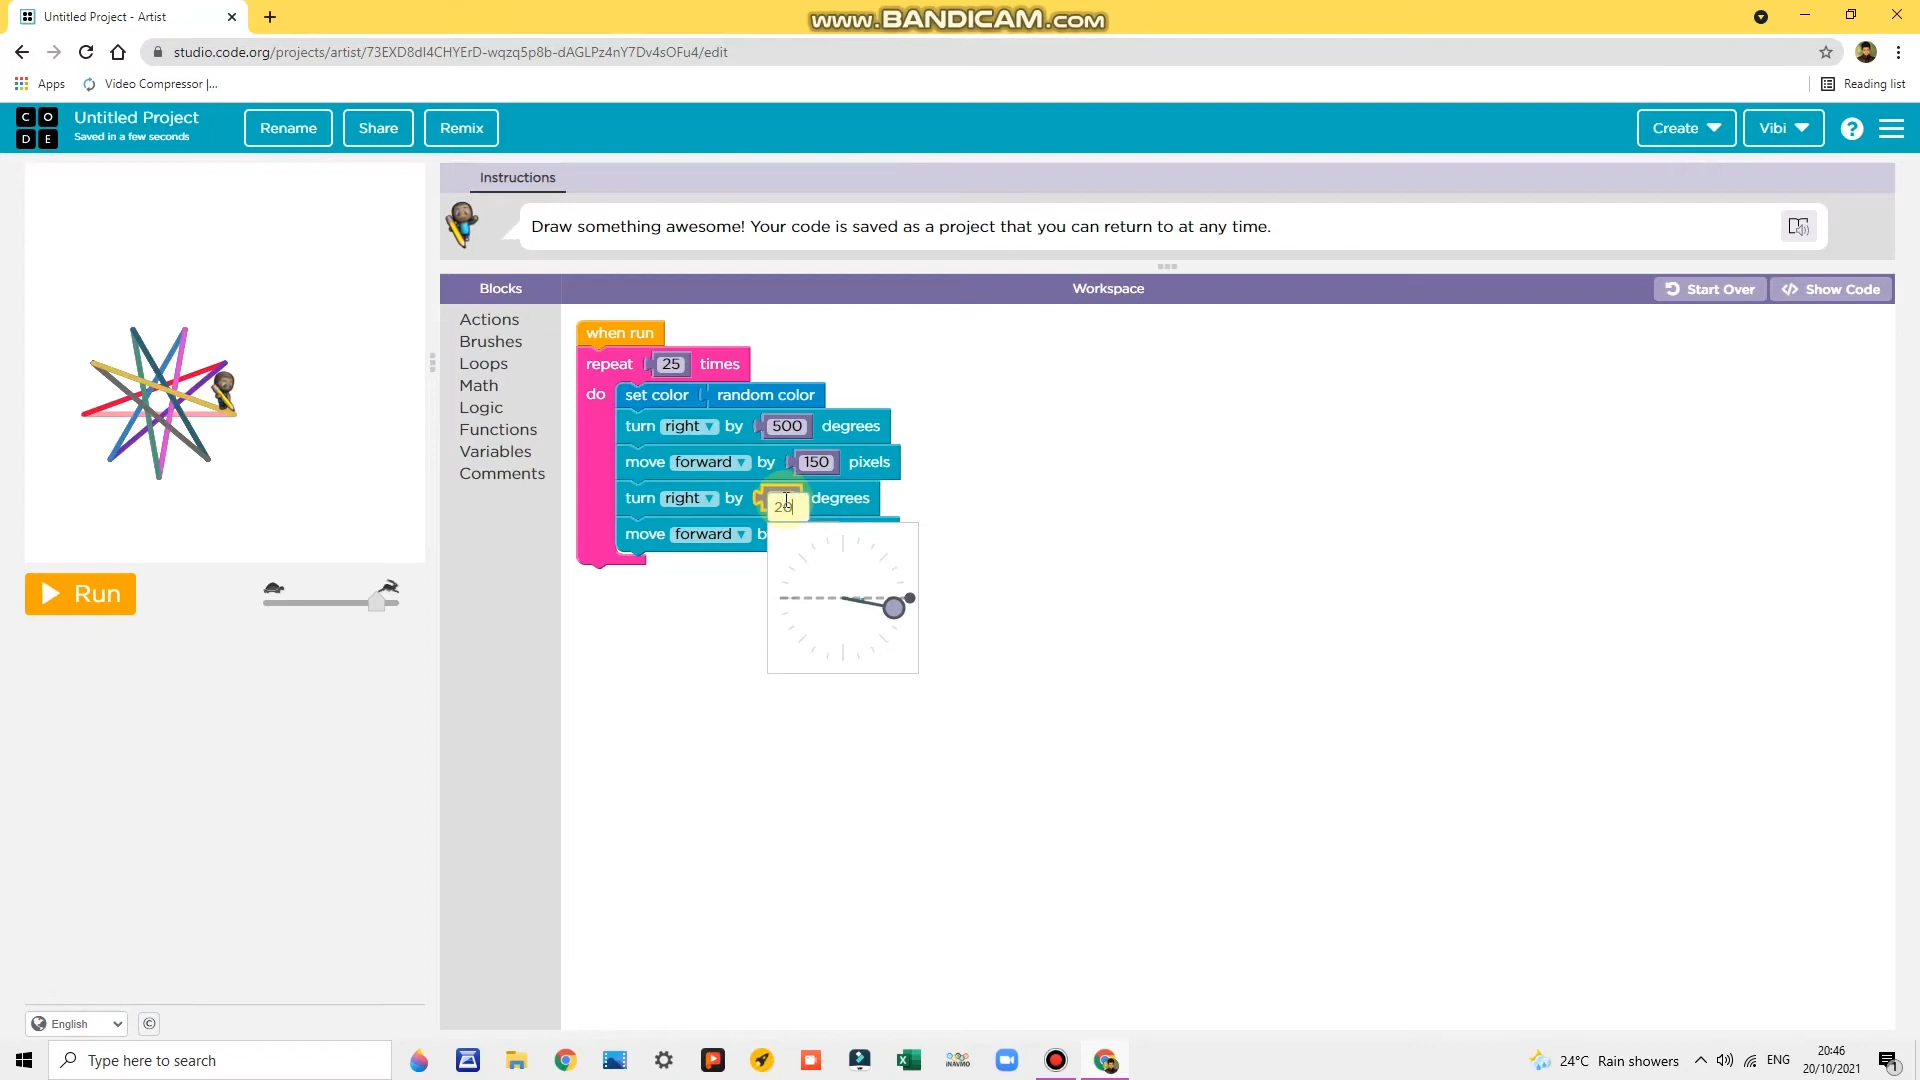 Untitled Project - Artist
www.BANDICAM.COM
studio.code.org/projects/artist/73EXD8dI4CHYErD-wqzq5p8b-dAGLPz4nY7Dv4sOFu4/edit
Apps
Video Compressor |...
Reading list
CODE
Untitled Project
Saved in a few seconds
Rename
Share
Remix
Create
Vibi
?
Instructions
Draw something awesome! Your code is saved as a project that you can return to at any time.
Blocks
Workspace
Start Over
Show Code
Actions
Brushes
Loops
Math
Logic
Functions
Variables
Comments
when run
repeat 25 times
do set color random color
turn right by 500 degrees
move forward by 150 pixels
turn right by 20 degrees
move forward b
Run
English
©
Type here to search
INAVMO
24°C Rain showers
ENG
20:46
20/10/2021
1